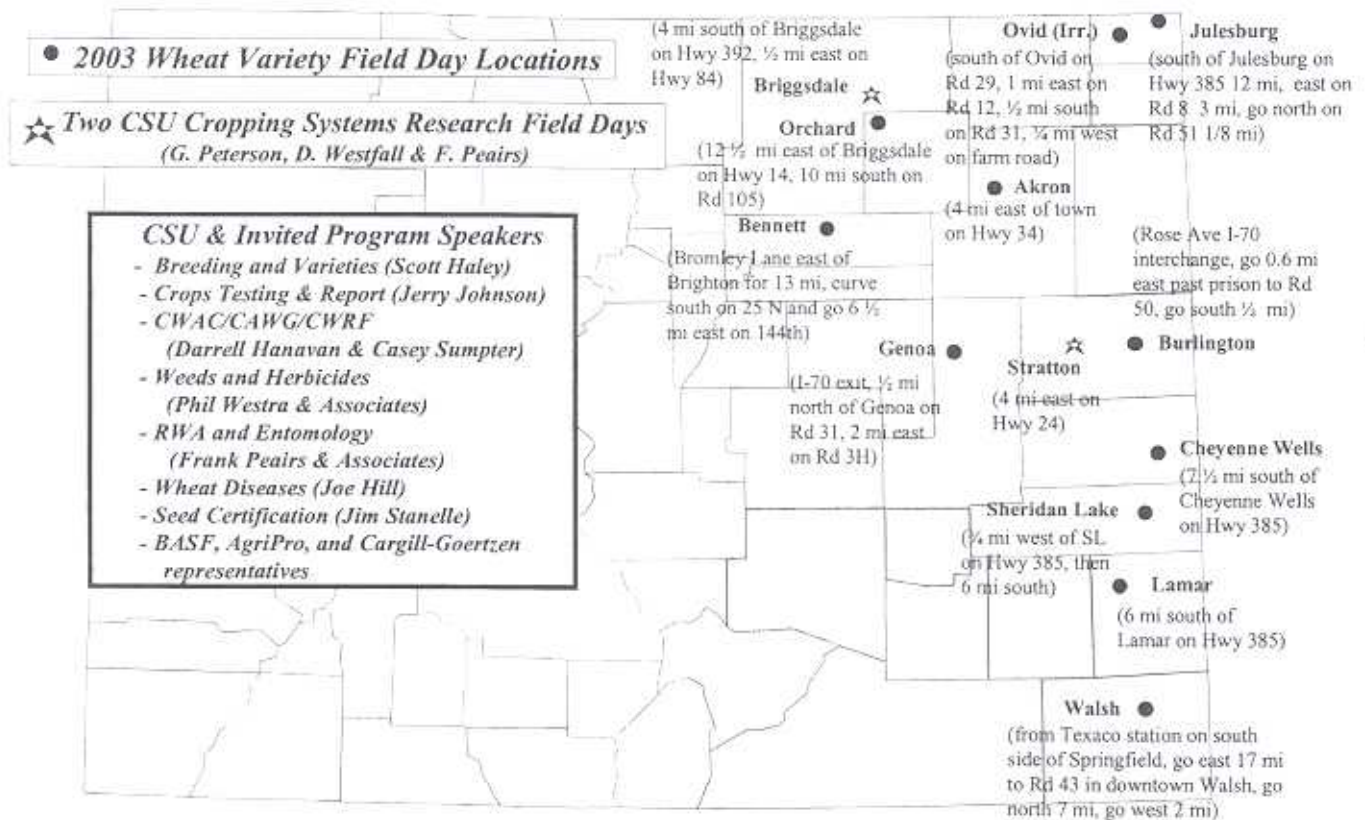 ● 2003 Wheat Variety Field Day Locations
☆ Two CSU Cropping Systems Research Field Days
(G. Peterson, D. Westfall & F. Peairs)
CSU & Invited Program Speakers
- Breeding and Varieties (Scott Haley)
- Crops Testing & Report (Jerry Johnson)
- CWAC/CAWG/CWRF
(Darrell Hanavan & Casey Sumpter)
- Weeds and Herbicides
(Phil Westra & Associates)
- RWA and Entomology
(Frank Peairs & Associates)
- Wheat Diseases (Joe Hill)
- Seed Certification (Jim Stanelle)
- BASF, AgriPro, and Cargill-Goertzen
representatives
(4 mi south of Briggsdale
on Hwy 392, ½ mi east on
Hwy 84)
Briggsdale
Orchard
(12 ½ mi east of Briggsdale
on Hwy 14, 10 mi south on
Rd 105)
Ovid (Irr.)
(south of Ovid on
Rd 29, 1 mi east on
Rd 12, ½ mi south
on Rd 31, ¼ mi west
on farm road)
Julesburg
(south of Julesburg on
Hwy 385 12 mi, east on
Rd 8 3 mi, go north on
Rd 51 1/8 mi)
Akron
(4 mi east of town
on Hwy 34)
Bennett
(Bromley Lane east of
Brighton for 13 mi, curve
south on 25 N and go 6 ½
mi east on 144th)
(Rose Ave I-70
interchange, go 0.6 mi
east past prison to Rd
50, go south ½ mi)
Burlington
Genoa
(I-70 exit, ½ mi
north of Genoa on
Rd 31, 2 mi east
on Rd 3H)
Stratton
(4 mi east on
Hwy 24)
Cheyenne Wells
(7 ½ mi south of
Cheyenne Wells
on Hwy 385)
Sheridan Lake
(¾ mi west of SL
on Hwy 385, then
6 mi south)
Lamar
(6 mi south of
Lamar on Hwy 385)
Walsh
(from Texaco station on south
side of Springfield, go east 17 mi
to Rd 43 in downtown Walsh, go
north 7 mi, go west 2 mi)